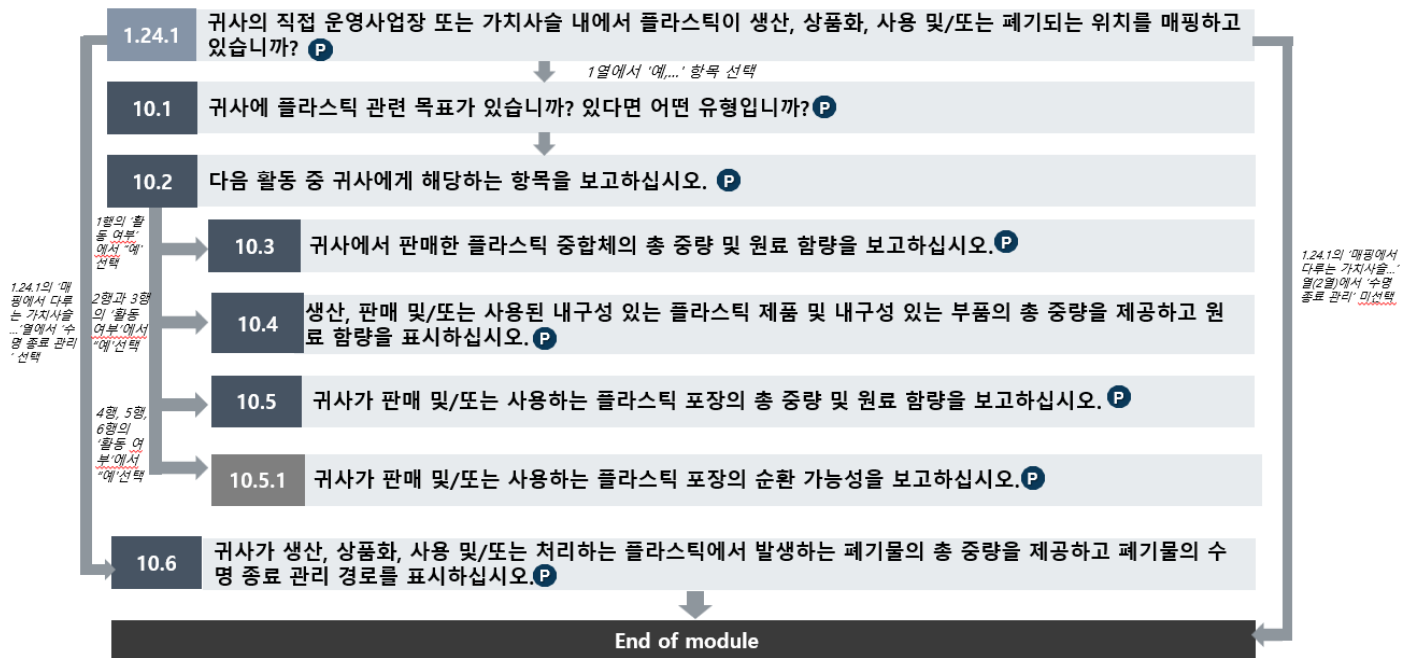 1.24.1
귀사의 직접 운영사업장 또는 가치사슬 내에서 플라스틱이 생산, 상품화, 사용 및/또는 폐기되는 위치를 매핑하고
있습니까? P
1열에서 '예,...' 항목 선택
10.1
귀사에 플라스틱 관련 목표가 있습니까? 있다면 어떤 유형입니까? P
10.2
다음 활동 중 귀사에게 해당하는 항목을 보고하십시오. P
1행의 '활
동 여부'
에서 "예'
선택
10.3
귀사에서 판매한 플라스틱 중합체의 총 중량 및 원료 함량을 보고하십시오. P
1.24.1의 '매
핑에서 다루
는 가치사슬
...'열에서 '수
명 종료 관리
' 선택
2행과 3행
의 '활동
여부'에서
"예'선택
10.4
생산, 판매 및/또는 사용된 내구성 있는 플라스틱 제품 및 내구성 있는 부품의 총 중량을 제공하고 원
료 함량을 표시하십시오. P
1.24.1의 '매핑에서
다루는 가치사슬...'
열(2열)에서 '수명
종료 관리' 미선택
4행, 5행,
6행의
'활동 여
부'에서
"예'선택
10.5
귀사가 판매 및/또는 사용하는 플라스틱 포장의 총 중량 및 원료 함량을 보고하십시오. P
10.5.1
귀사가 판매 및/또는 사용하는 플라스틱 포장의 순환 가능성을 보고하십시오. P
10.6
귀사가 생산, 상품화, 사용 및/또는 처리하는 플라스틱에서 발생하는 폐기물의 총 중량을 제공하고 폐기물의 수
명 종료 관리 경로를 표시하십시오. P
End of module